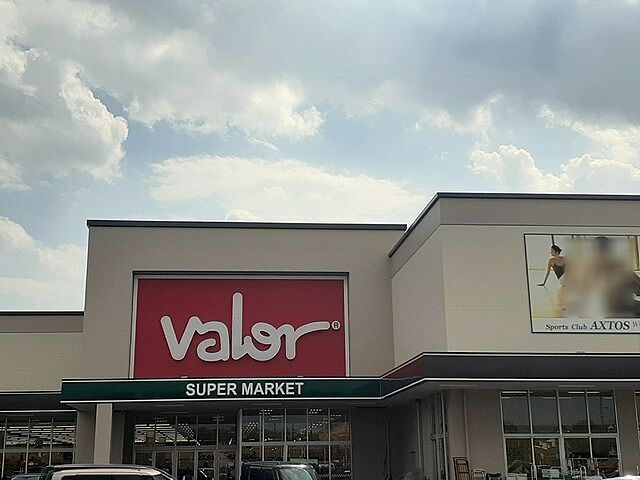 valor®
SUPER MARKET
Sports Club AXTOS